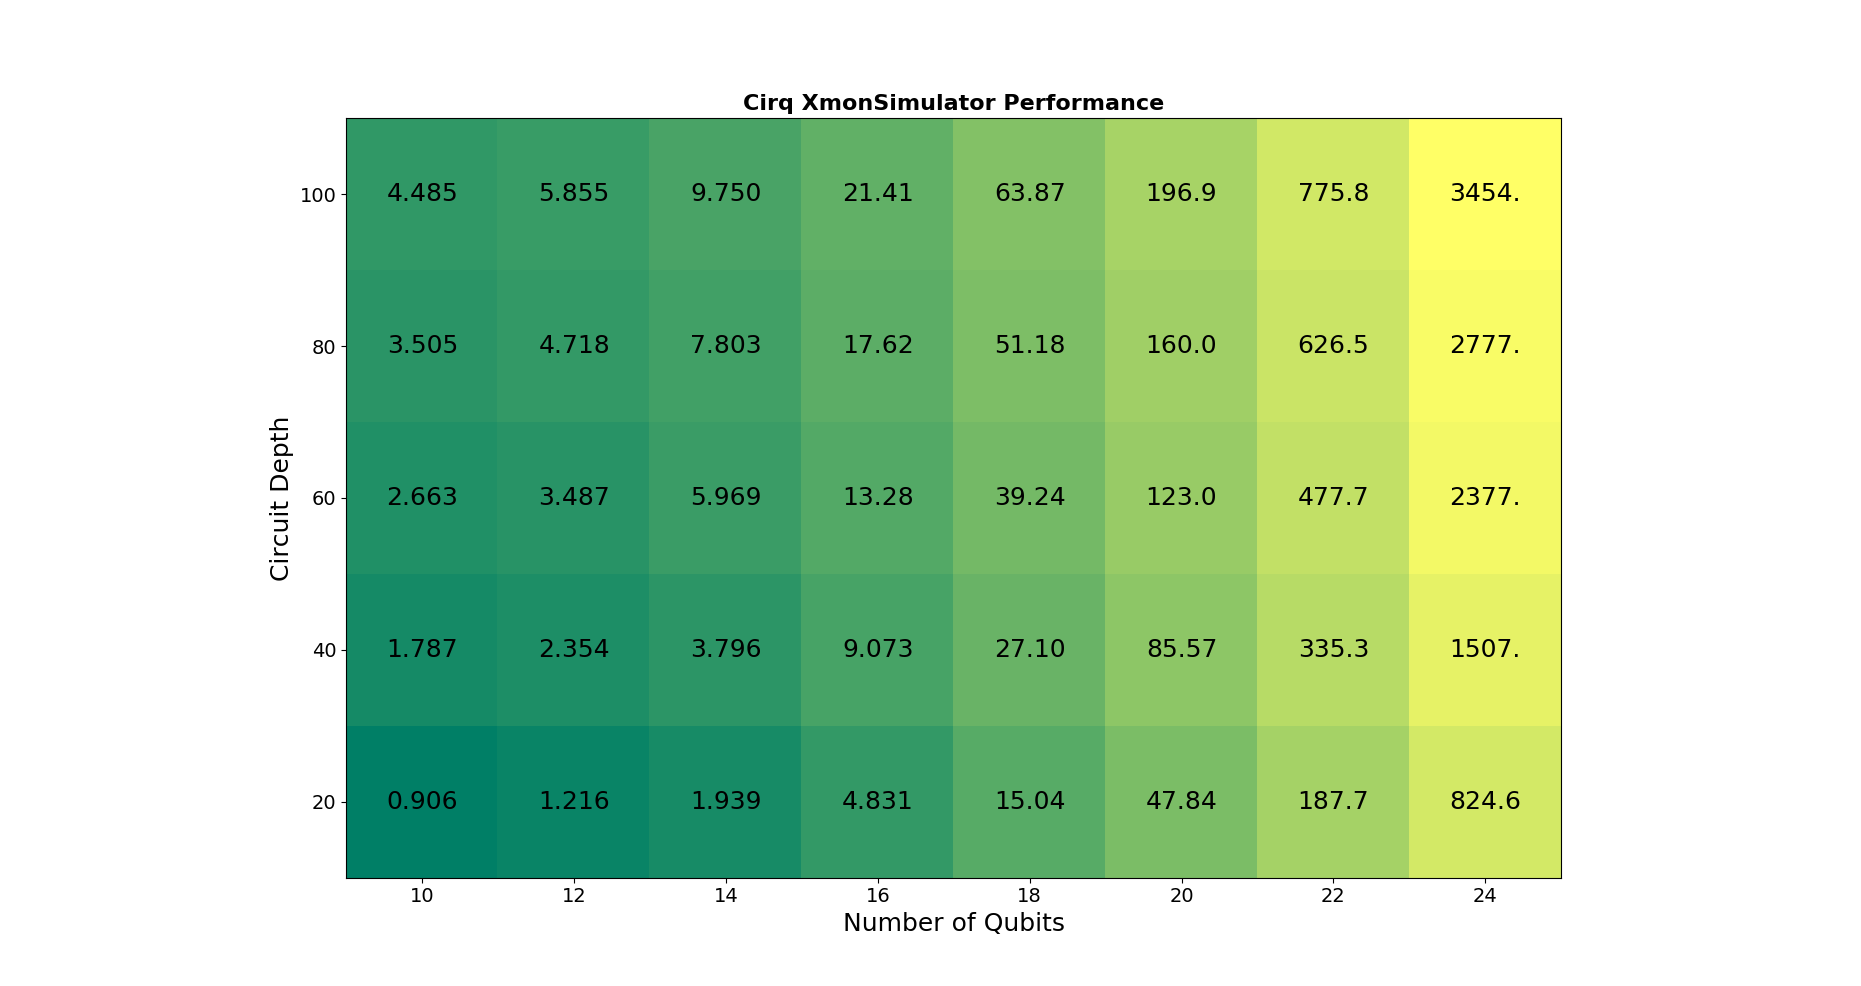 Cirq XmonSimulator Performance
100 4.485 5.855 9.750 21.41 63.87 196.9 775.8 3454.
80 3.505 4.718 7.803 17.62 51.18 160.0 626.5 2777.
60 2.663 3.487 5.969 13.28 39.24 123.0 477.7 2377.
40 1.787 2.354 3.796 9.073 27.10 85.57 335.3 1507.
20 0.906 1.216 1.939 4.831 15.04 47.84 187.7 824.6
10 12 14 16 18 20 22 24
Number of Qubits
Circuit Depth